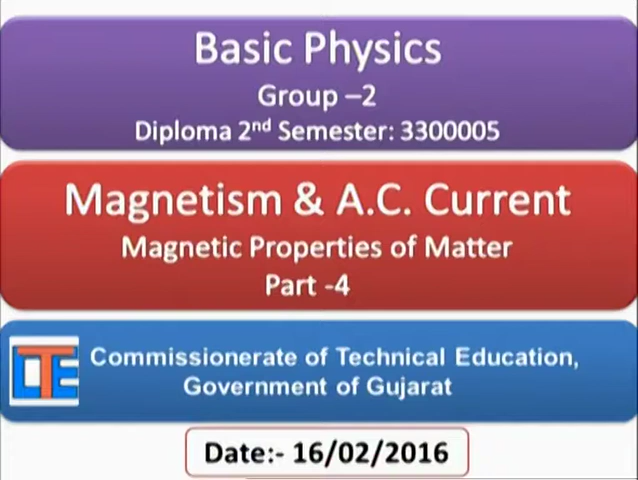 Basic Physics
Group –2
Diploma 2nd Semester: 3300005
Magnetism & A.C. Current
Magnetic Properties of Matter
Part -4
CTE
Commissionerate of Technical Education,
Government of Gujarat
Date:- 16/02/2016